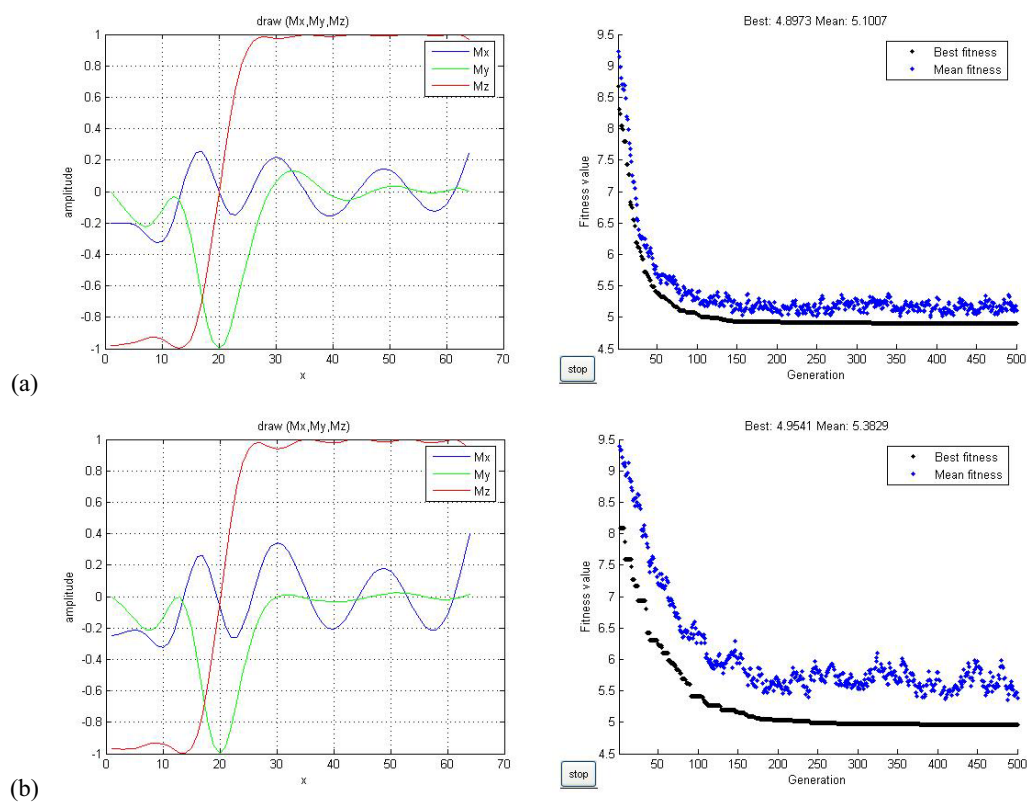 draw (Mx,My,Mz)
1
0.8
0.6
0.4
0.2
0
-0.2
-0.4
-0.6
-0.8
-1
amplitude
Mx
My
Mz
0 10 20 30 40 50 60 70
x
Best: 4.8973 Mean: 5.1007
9.5
9
8.5
8
7.5
7
6.5
6
5.5
5
4.5
Fitness value
Best fitness
Mean fitness
50 100 150 200 250 300 350 400 450 500
Generation
stop
(a)
draw (Mx,My,Mz)
1
0.8
0.6
0.4
0.2
0
-0.2
-0.4
-0.6
-0.8
-1
amplitude
Mx
My
Mz
0 10 20 30 40 50 60 70
x
Best: 4.9541 Mean: 5.3829
9.5
9
8.5
8
7.5
7
6.5
6
5.5
5
4.5
Fitness value
Best fitness
Mean fitness
50 100 150 200 250 300 350 400 450 500
Generation
stop
(b)